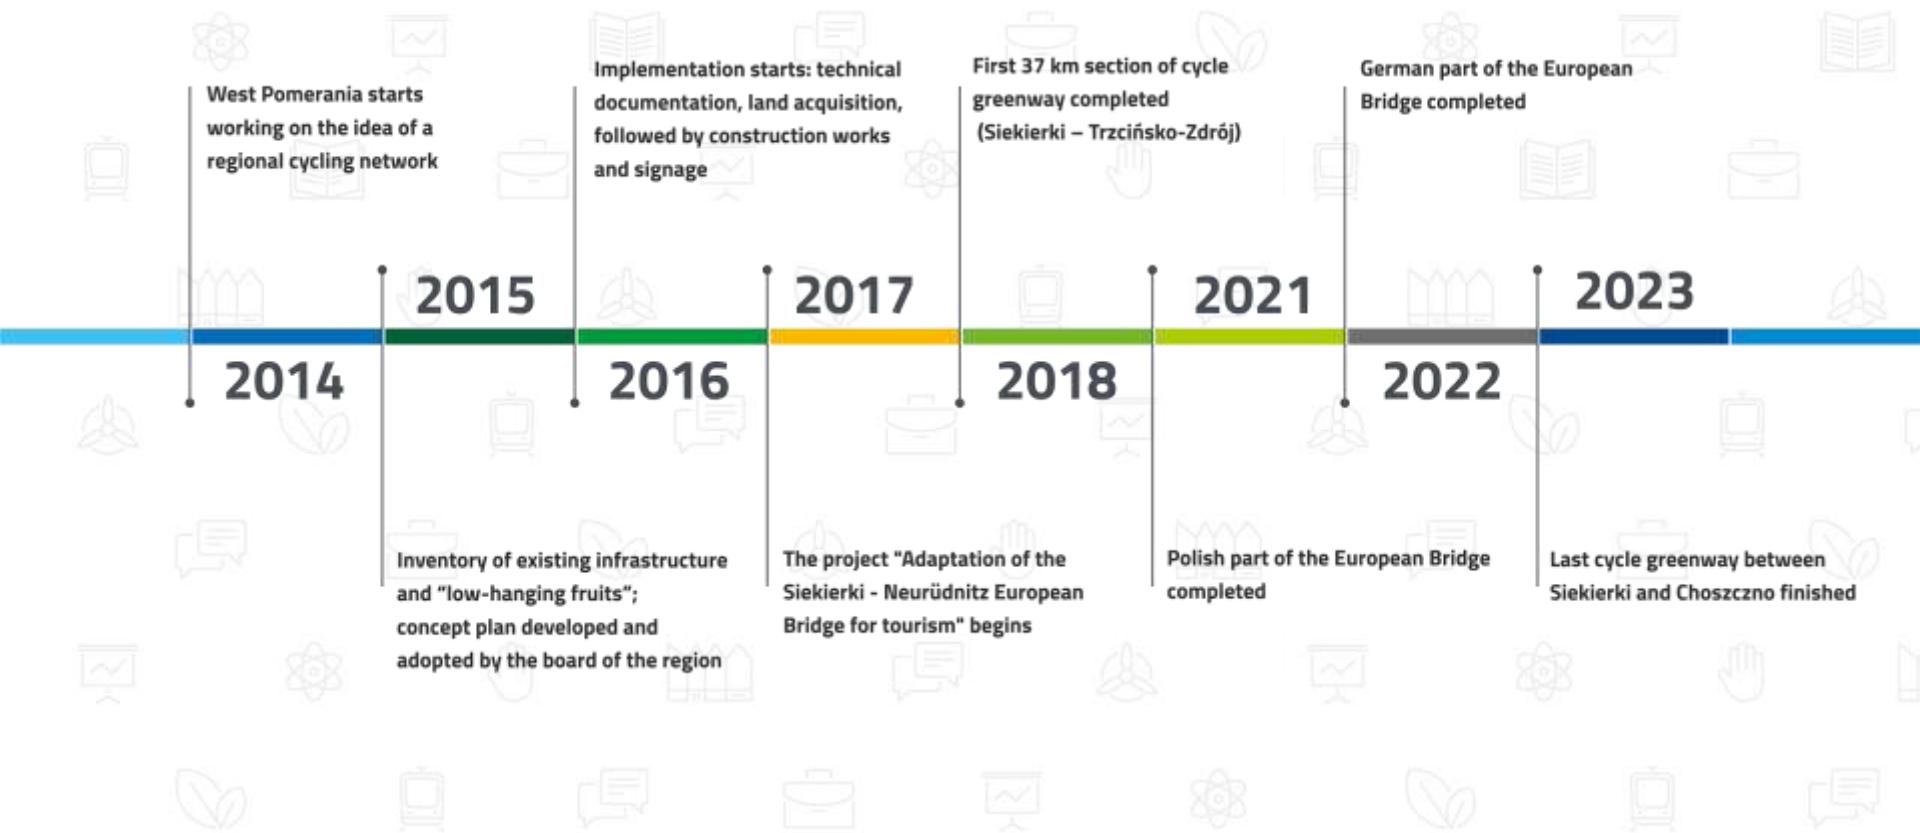 West Pomerania starts
working on the idea of a
regional cycling network
2014
2015
Inventory of existing infrastructure
and “low-hanging fruits”;
concept plan developed and
adopted by the board of the region
Implementation starts: technical
documentation, land acquisition,
followed by construction works
and signage
2016
2017
The project "Adaptation of the
Siekierki - Neurüdnitz European
Bridge for tourism" begins
First 37 km section of cycle
greenway completed
(Siekierki – Trzcińsko-Zdrój)
2018
2021
Polish part of the European Bridge
completed
German part of the European
Bridge completed
2022
2023
Last cycle greenway between
Siekierki and Choszczno finished